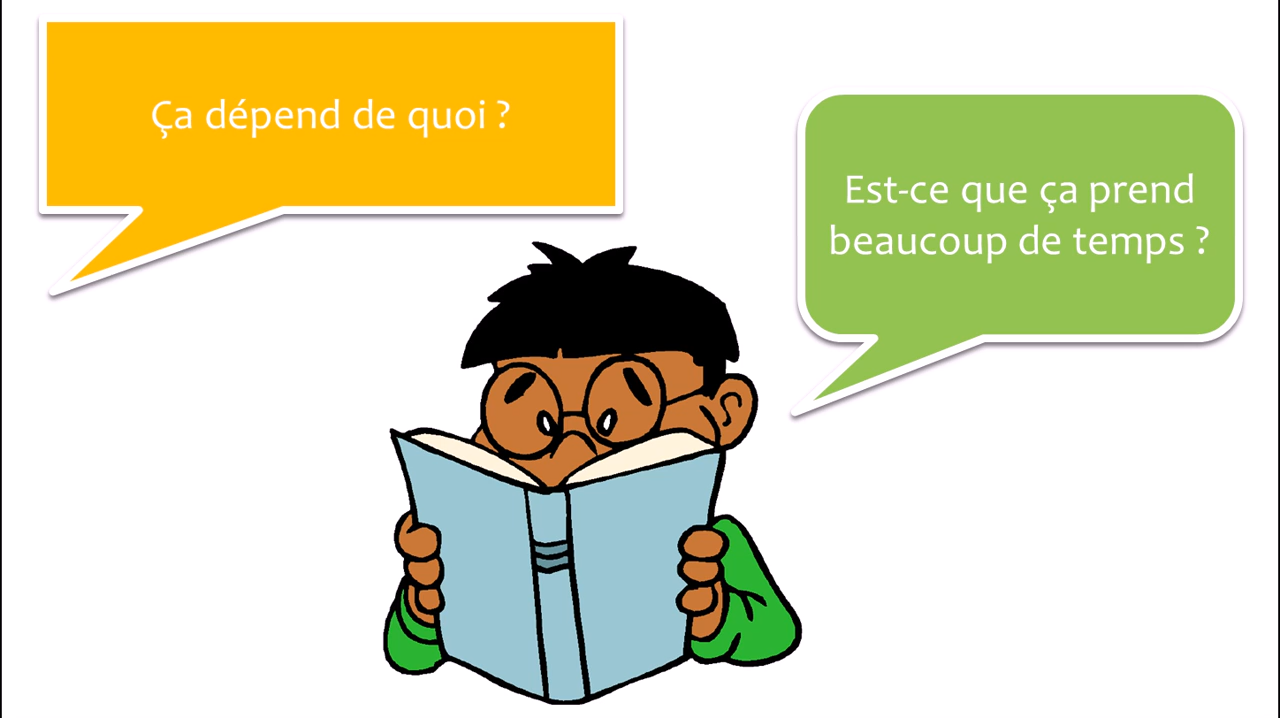 Ça dépend de quoi ?
Est-ce que ça prend
beaucoup de temps ?